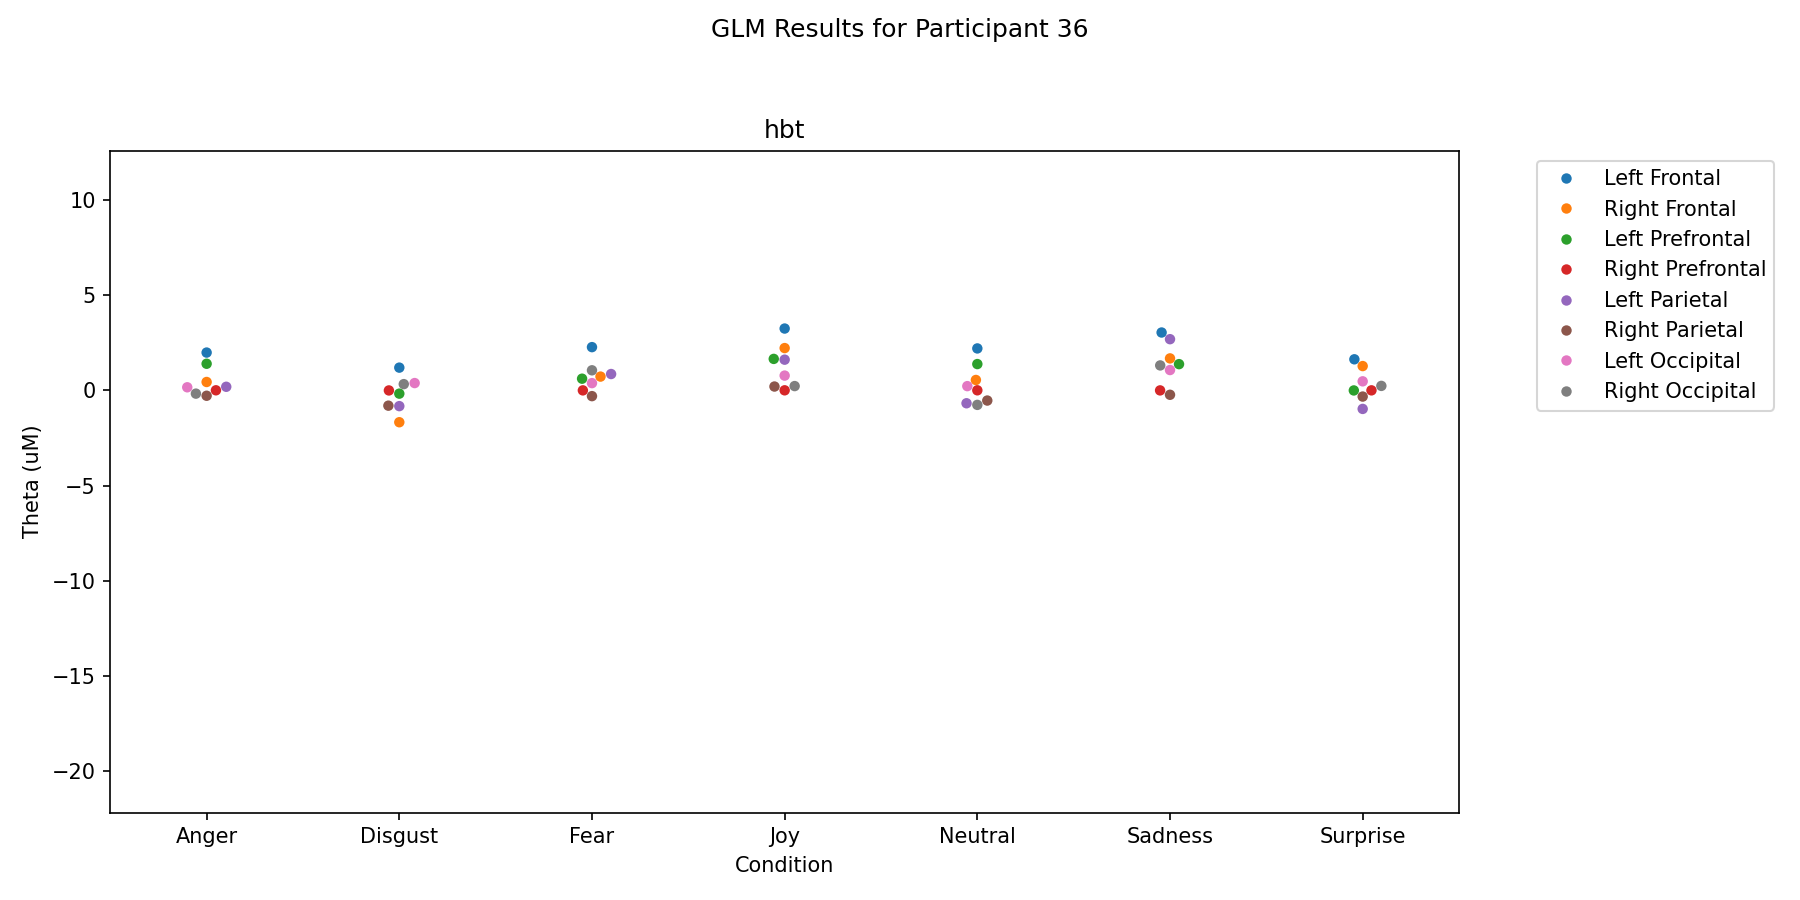 GLM Results for Participant 36
hbt
10
5
0
−5
−10
−15
−20
Theta (uM)
Anger
Disgust
Fear
Joy
Neutral
Sadness
Surprise
Condition
Left Frontal
Right Frontal
Left Prefrontal
Right Prefrontal
Left Parietal
Right Parietal
Left Occipital
Right Occipital